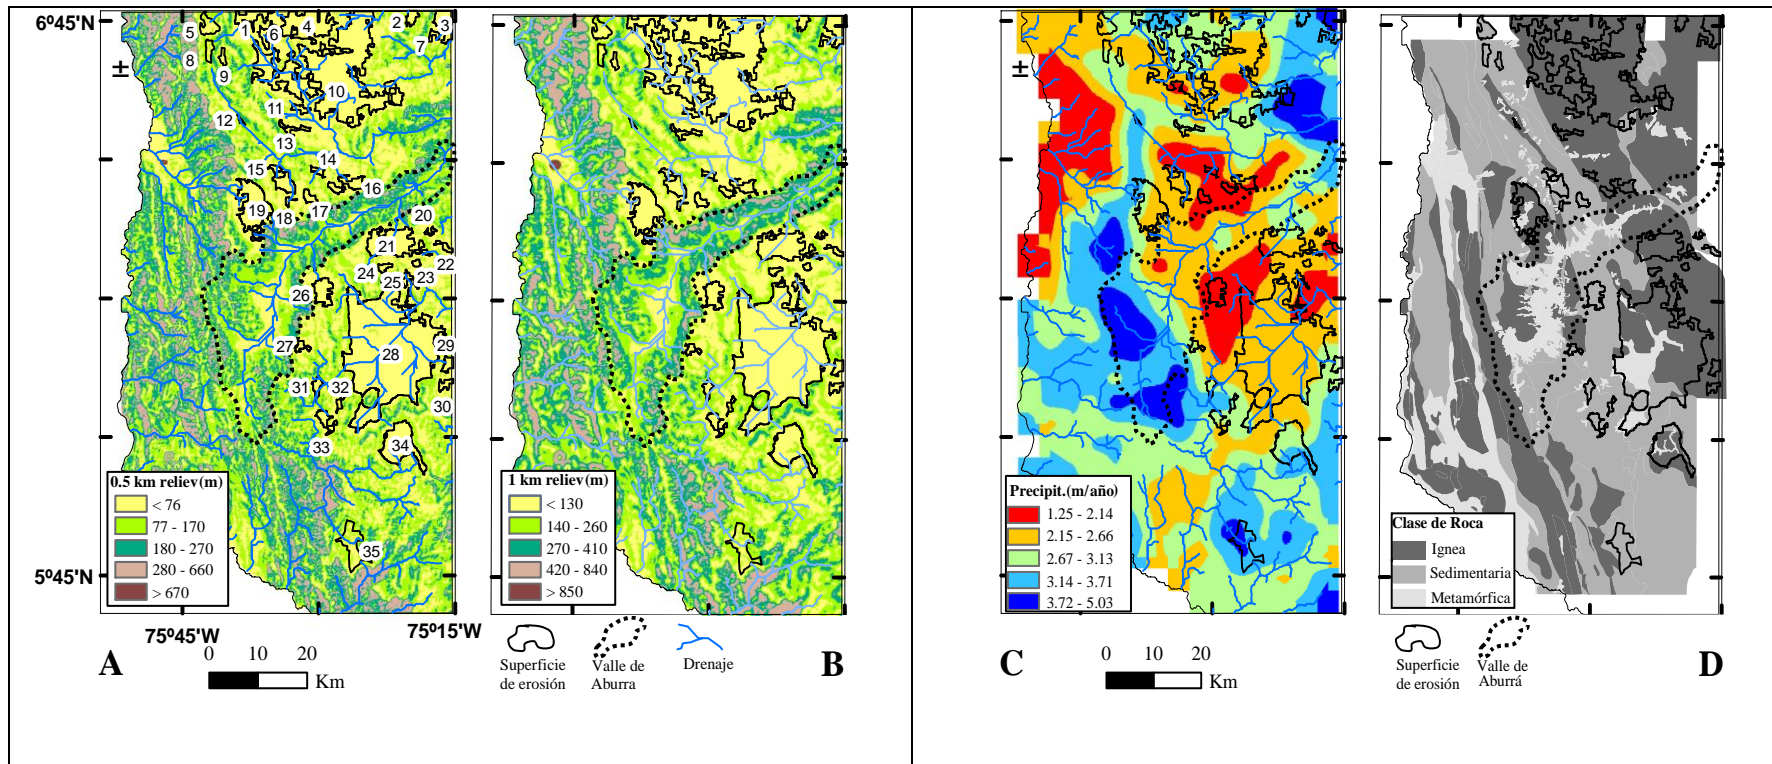 6º45'N
5º45'N
75º45'W
75º15'W
±
1
2
3
4
5
6
7
8
9
10
11
12
13
14
15
16
17
18
19
20
21
22
23
24
25
26
27
28
29
30
31
32
33
34
35
0.5 km reliev(m)
< 76
77 - 170
180 - 270
280 - 660
> 670
A
0 10 20
Km
1 km reliev(m)
< 130
140 - 260
270 - 410
420 - 840
> 850
Superficie
de erosión
Valle de
Aburra
Drenaje
B
±
Precipit.(m/año)
1.25 - 2.14
2.15 - 2.66
2.67 - 3.13
3.14 - 3.71
3.72 - 5.03
C
0 10 20
Km
Clase de Roca
Ignea
Sedimentaria
Metamórfica
Superficie
de erosión
Valle de
Aburrá
D